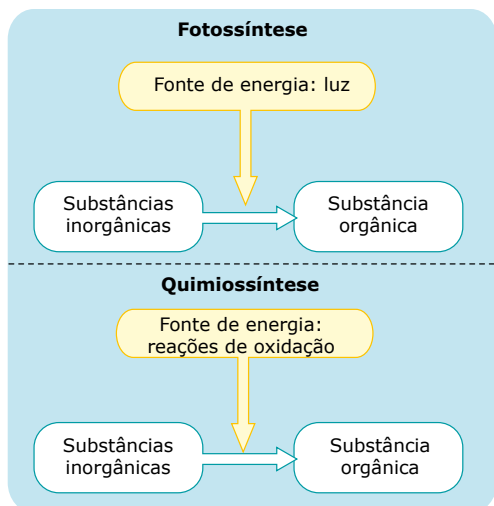 Fotossíntese
Fonte de energia: luz
Substâncias
inorgânicas
Substância
orgânica
Quimiossíntese
Fonte de energia:
reações de oxidação
Substâncias
inorgânicas
Substância
orgânica